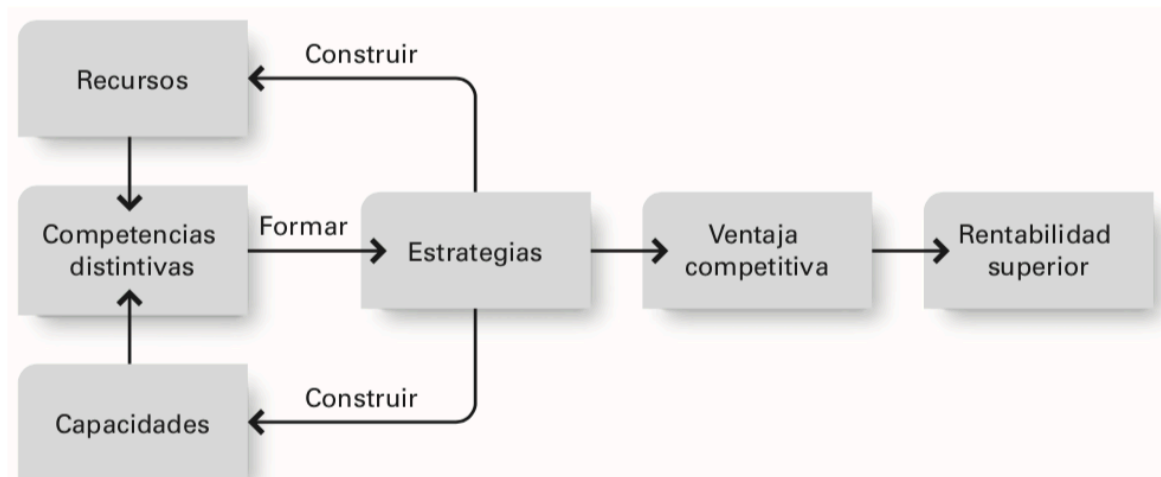 Construir
Recursos
Competencias
distintivas
Formar
Estrategias
Ventaja
competitiva
Rentabilidad
superior
Construir
Capacidades